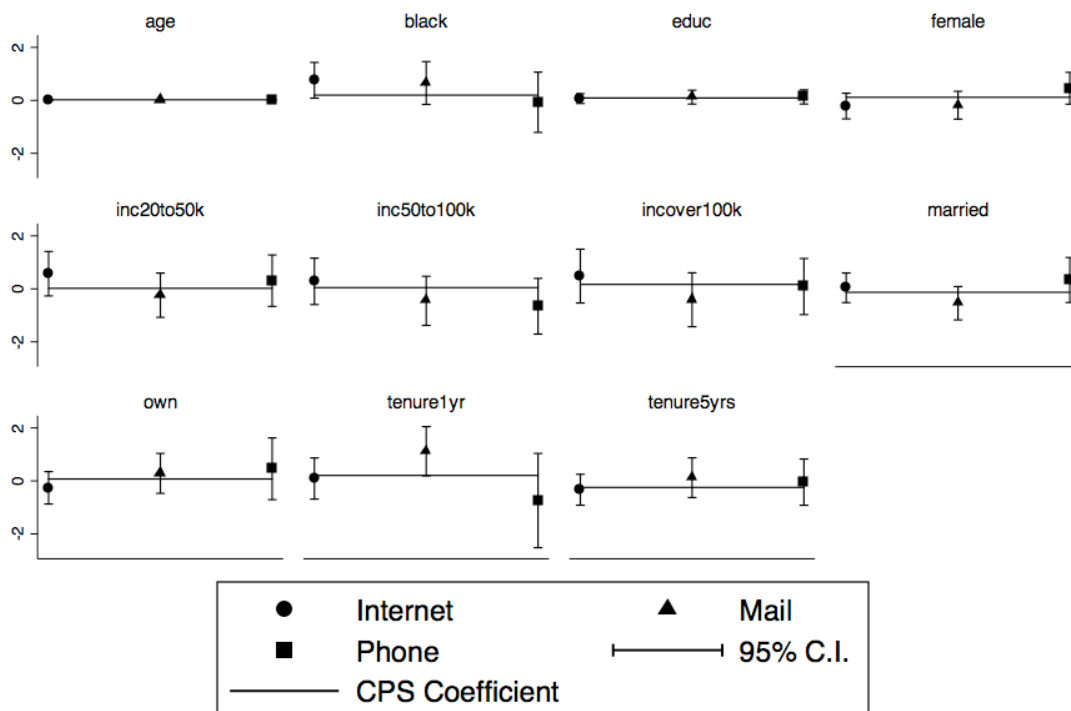 age black educ female
2
0
-2
inc20to50k inc50to100k incover100k married
2
0
-2
own tenure1yr tenure5yrs
2
0
-2
Internet Mail
Phone 95% C.I.
CPS Coefficient